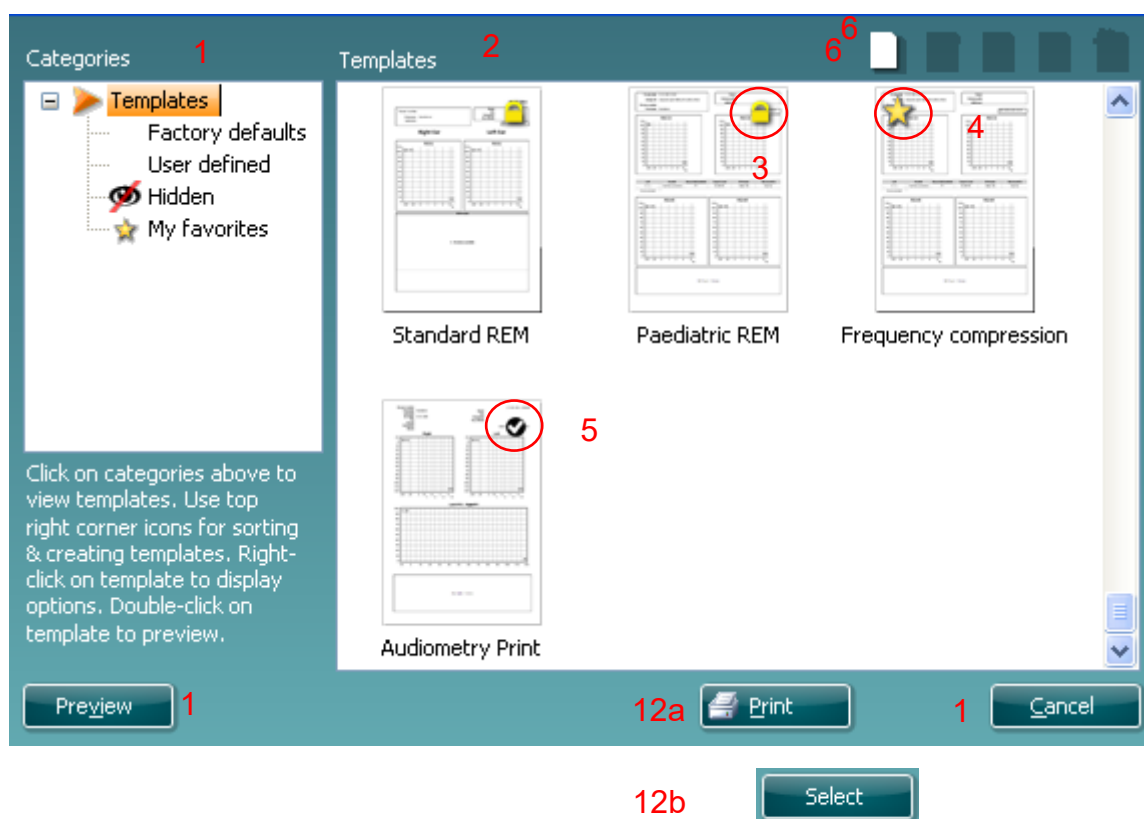 6
6
Categories 1 Templates 2
Templates
Factory defaults
User defined
Hidden
My favorites
3
4
Standard REM
Paediatric REM
Frequency compression
5
Audiometry Print
Click on categories above to
view templates. Use top
right corner icons for sorting
& creating templates. Right-
click on template to display
options. Double-click on
template to preview.
Preview 1 12a Print 1 Cancel
12b Select